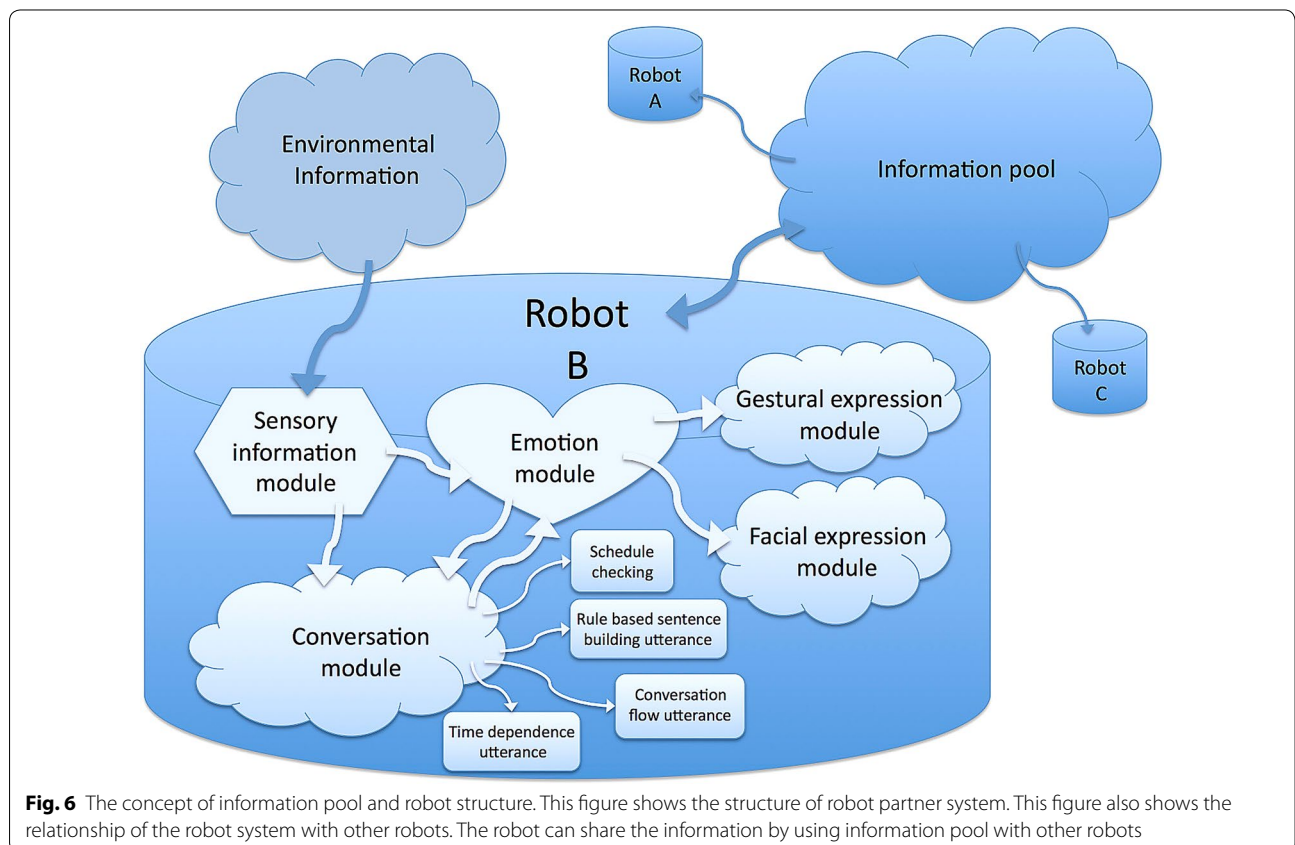 Environmental
Information
Robot
A
Information pool
Robot
B
Robot
C
Sensory
information
module
Emotion
module
Gestural expression
module
Facial expression
module
Conversation
module
Schedule
checking
Rule based sentence
building utterance
Conversation
flow utterance
Time dependence
utterance
Fig. 6 The concept of information pool and robot structure. This figure shows the structure of robot partner system. This figure also shows the
relationship of the robot system with other robots. The robot can share the information by using information pool with other robots